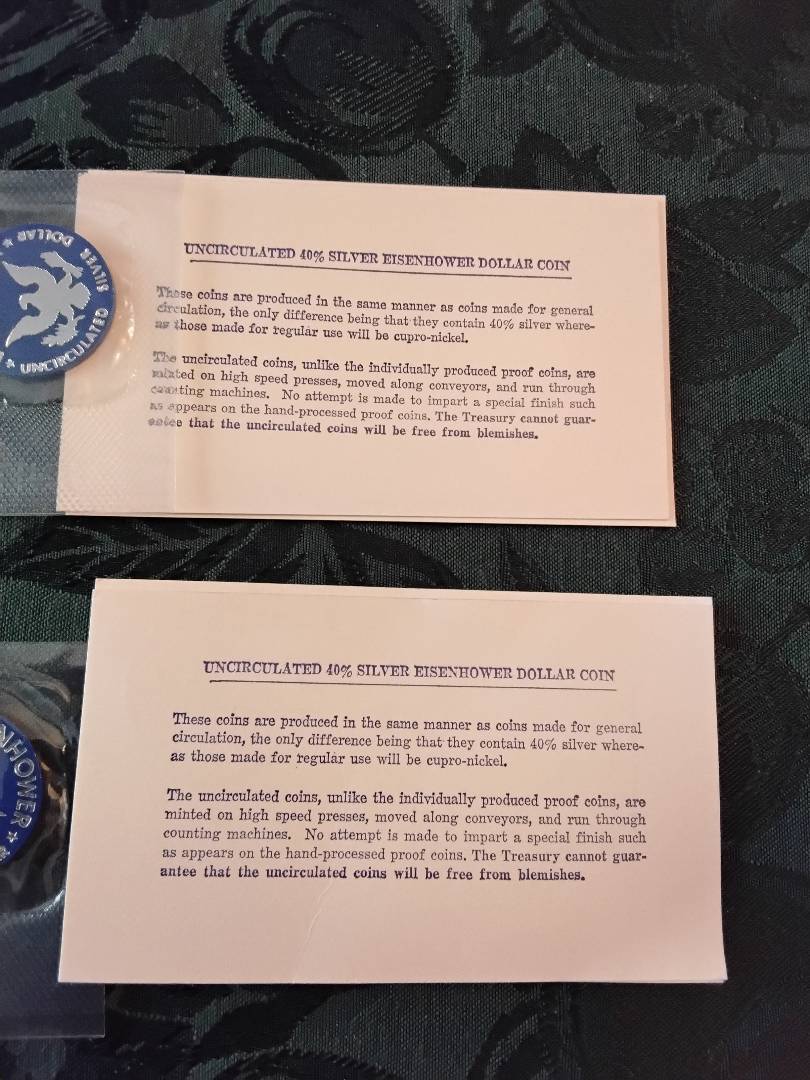 SILVER DOLLAR
UNCIRCULATED
UNCIRCULATED 40% SILVER EISENHOWER DOLLAR COIN
These coins are produced in the same manner as coins made for general
circulation, the only difference being that they contain 40% silver where-
as those made for regular use will be cupro-nickel.
The uncirculated coins, unlike the individually produced proof coins, are
minted on high speed presses, moved along conveyors, and run through
counting machines. No attempt is made to impart a special finish such
as appears on the hand-processed proof coins. The Treasury cannot guar-
antee that the uncirculated coins will be free from blemishes.
NHOWER
UNCIRCULATED 40% SILVER EISENHOWER DOLLAR COIN
These coins are produced in the same manner as coins made for general
circulation, the only difference being that they contain 40% silver where-
as those made for regular use will be cupro-nickel.
The uncirculated coins, unlike the individually produced proof coins, are
minted on high speed presses, moved along conveyors, and run through
counting machines. No attempt is made to impart a special finish such
as appears on the hand-processed proof coins. The Treasury cannot guar-
antee that the uncirculated coins will be free from blemishes.